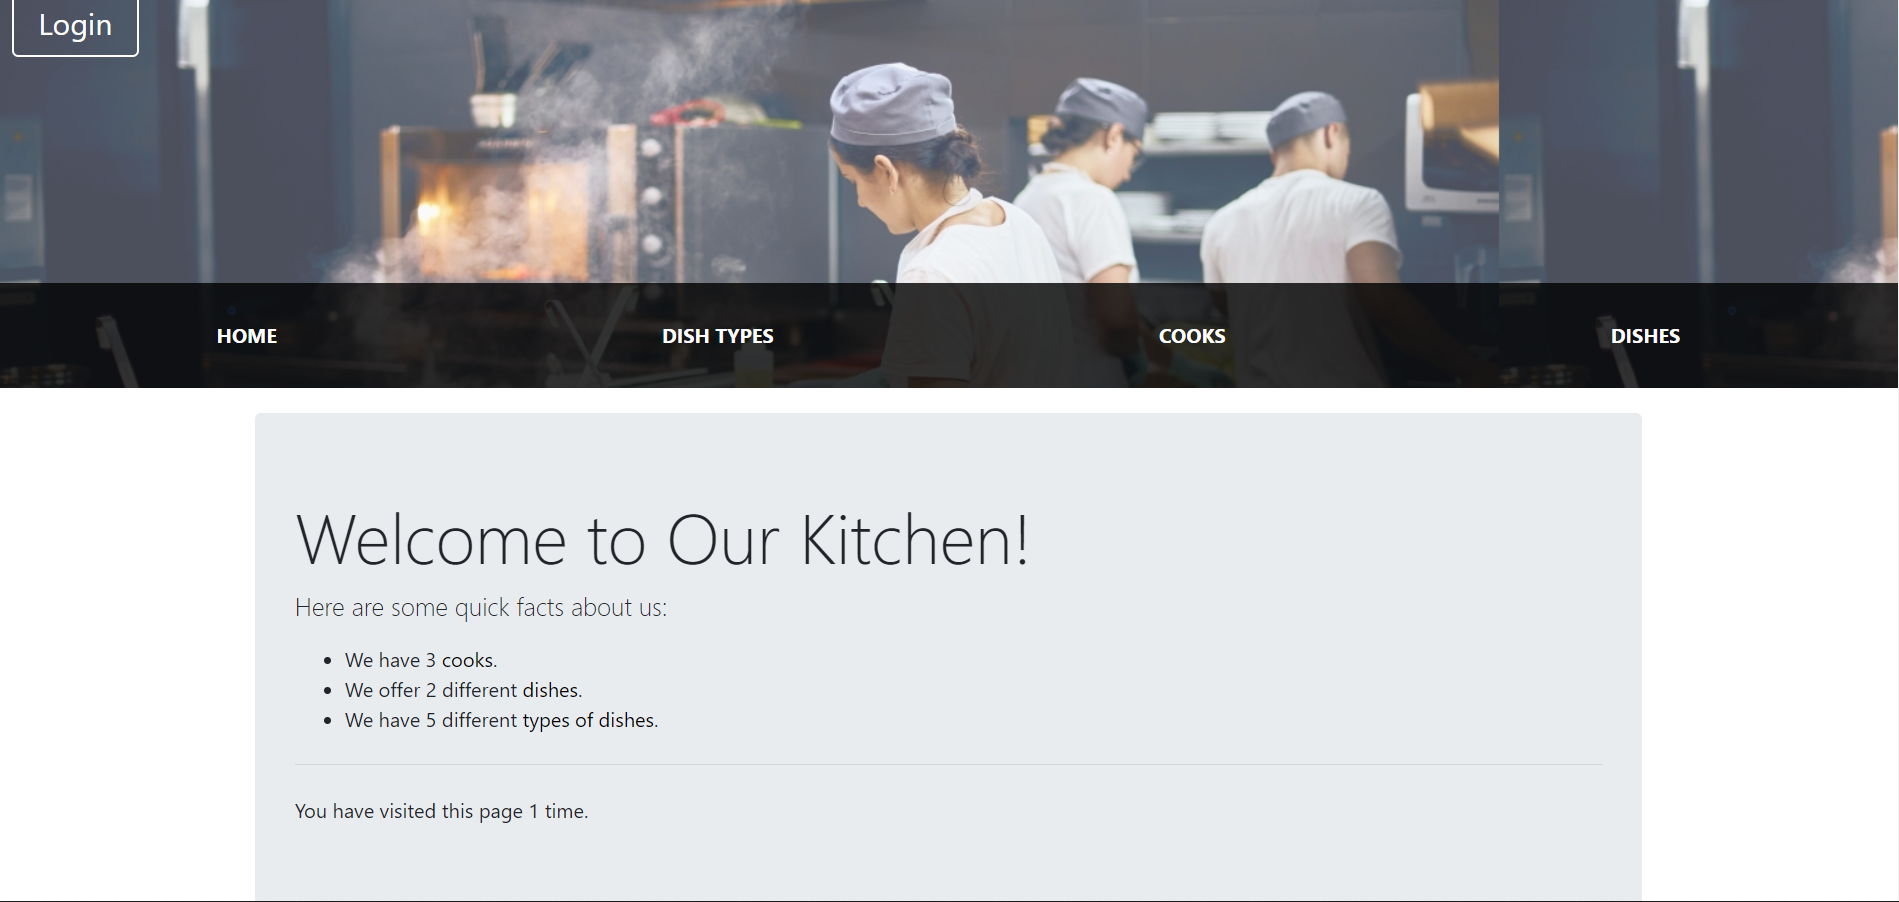 Login
HOME DISH TYPES COOKS DISHES
Welcome to Our Kitchen!
Here are some quick facts about us:
We have 3 cooks.
We offer 2 different dishes.
We have 5 different types of dishes.
You have visited this page 1 time.